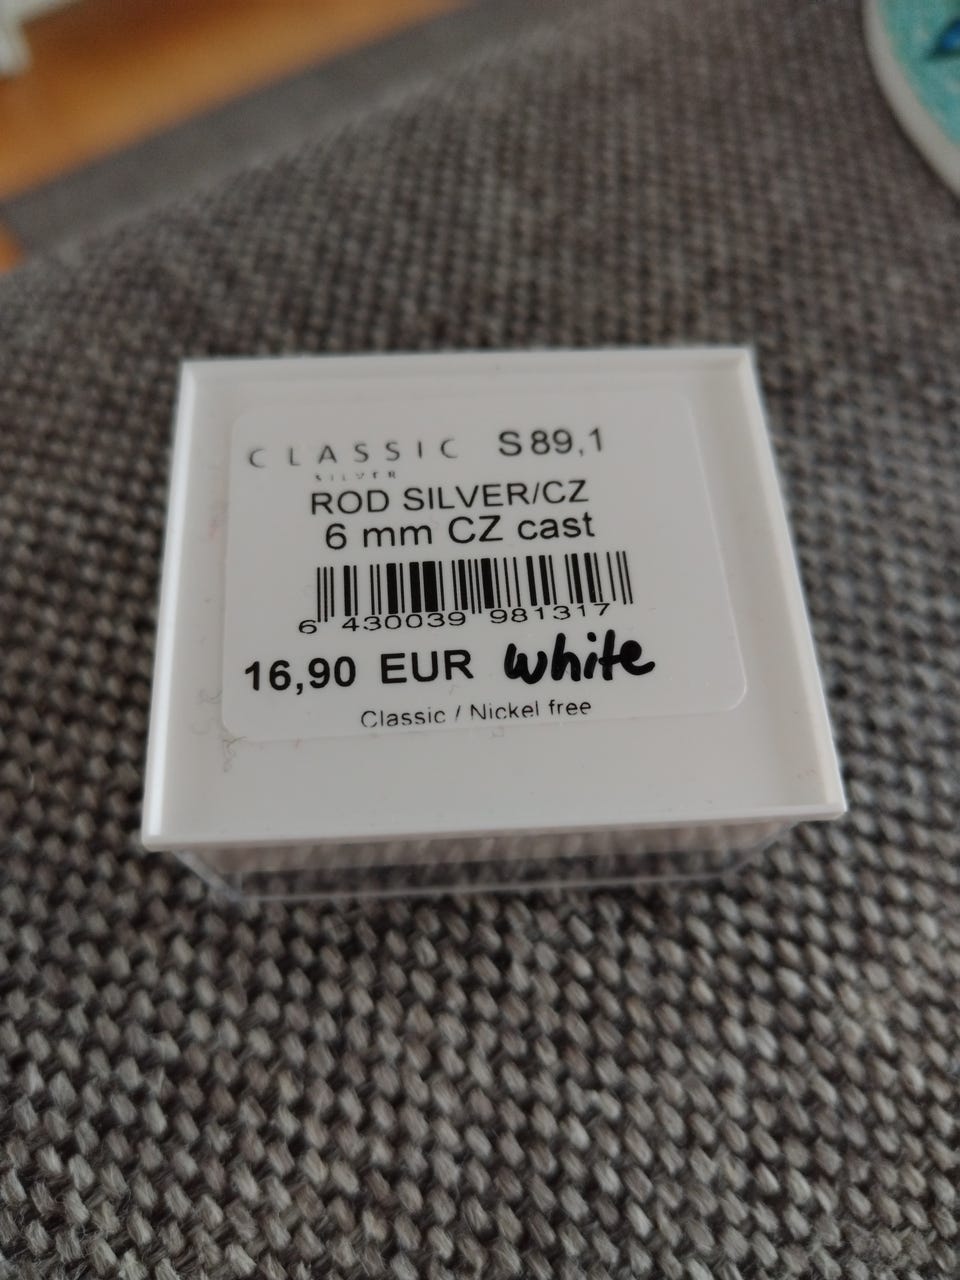 CLASSIC S89,1
SILVER
ROD SILVER/CZ
6 mm CZ cast
6 430039 981317
16,90 EUR white
Classic / Nickel free